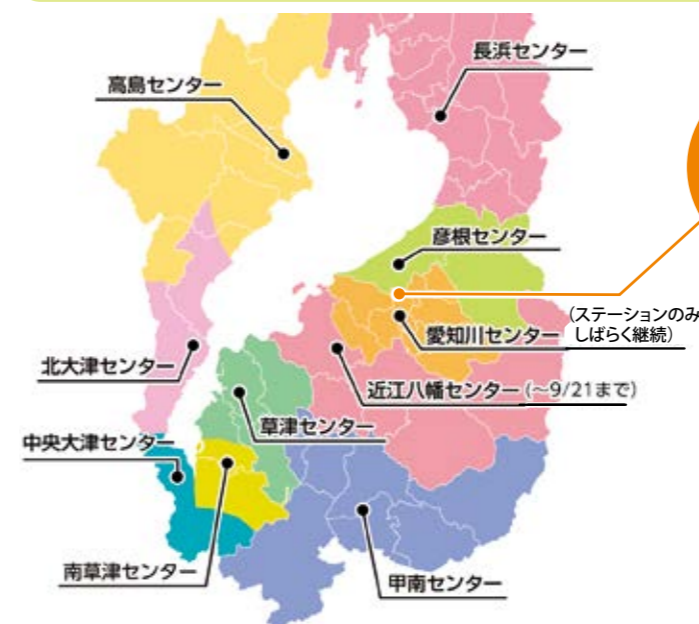 長浜センター
高島センター
彦根センター
(ステーションのみ
しばらく継続)
愛知川センター
北大津センター
近江八幡センター (~9/21まで)
草津センター
中央大津センター
南草津センター
甲南センター